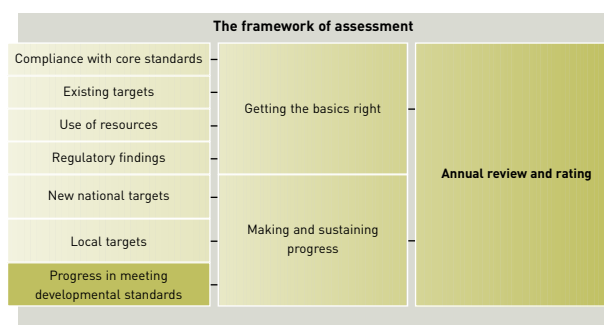 The framework of assessment
Compliance with core standards
Existing targets
Use of resources
Regulatory findings
New national targets
Local targets
Progress in meeting
developmental standards
Getting the basics right
Making and sustaining
progress
Annual review and rating